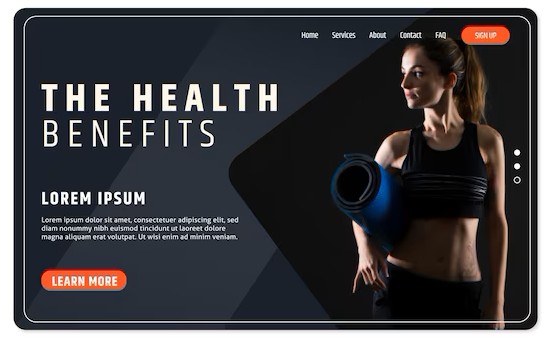 Home Services About Contact FAQ SIGN UP
THE HEALTH
BENEFITS
LOREM IPSUM
Lorem ipsum dolor sit amet, consectetuer adipiscing elit, sed
diam nonummy nibh euismod tincidunt ut laoreet dolore
magna aliquam erat volutpat. Ut wisi enim ad minim veniam.
LEARN MORE